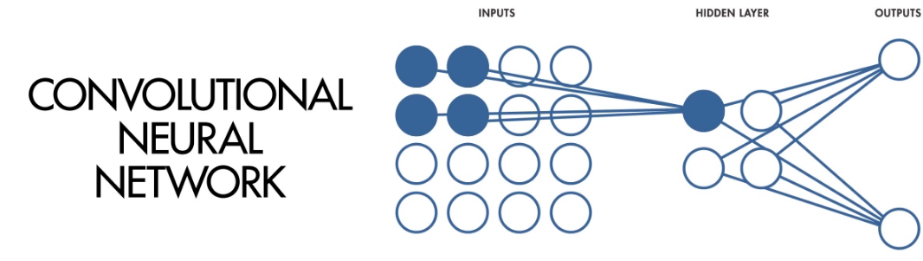 CONVOLUTIONAL
NEURAL
NETWORK
INPUTS
HIDDEN LAYER
OUTPUTS